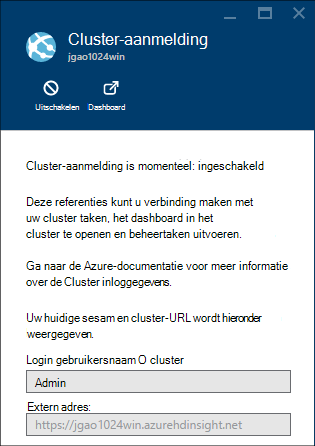 Cluster-aanmelding
jgao1024win
Uitschakelen Dashboard
Cluster-aanmelding is momenteel: ingeschakeld
Deze referenties kunt u verbinding maken met
uw cluster taken, het dashboard in het
cluster te openen en beheertaken uitvoeren.
Ga naar de Azure-documentatie voor meer informatie
over de Cluster inloggegevens.
Uw huidige sesam en cluster-URL wordt hieronder
weergegeven.
Login gebruikersnaam O cluster
Admin
Extern adres:
https://jgao1024win.azurehdinsight.net